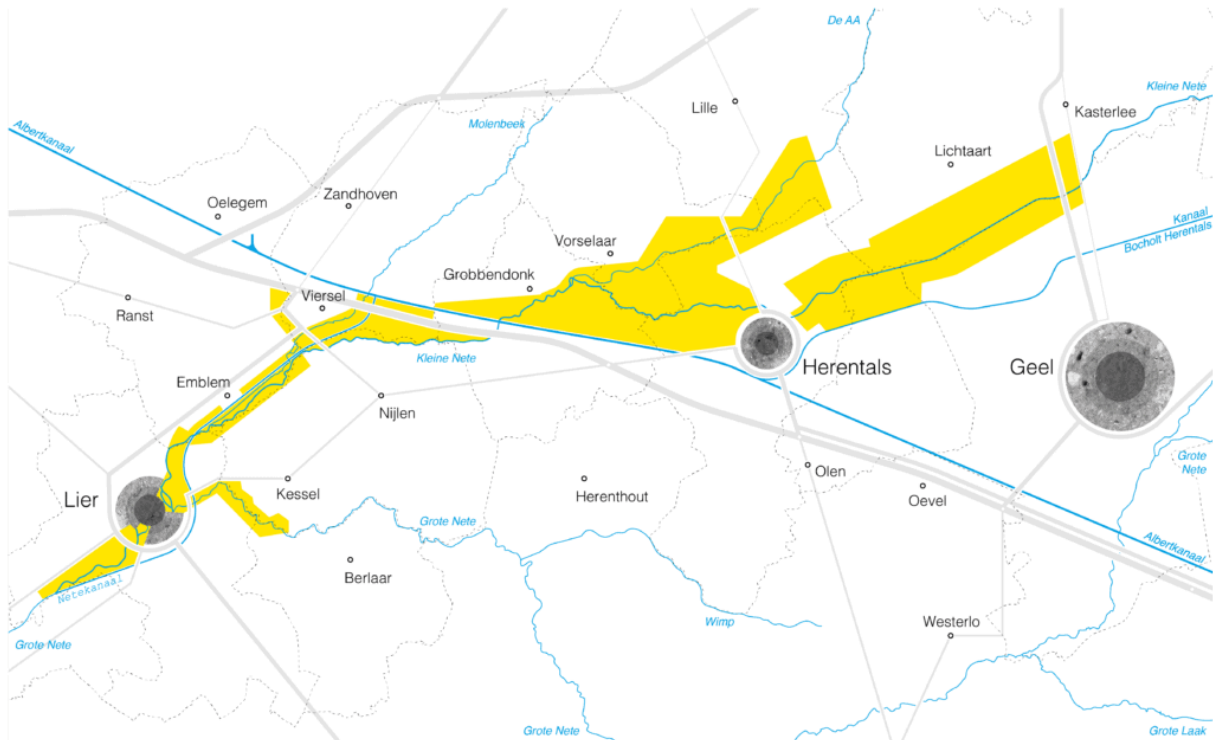 De AA
Kleine Nete
Lille
Kasterlee
Molenbeek
Albertkanaal
Lichtaart
Zandhoven
Oelegem
Kanaal
Bocholt Herentals
Vorselaar
Grobbendonk
Viersel
Ranst
Kleine Nete
Herentals
Geel
Emblem
Nijlen
Grote
Nete
Olen
Lier
Kessel
Herenthout
Oevel
Grote Nete
Albertkanaal
Berlaar
Netekanaal
Wimp
Westerlo
Grote Nete
Grote Nete
Grote Laak